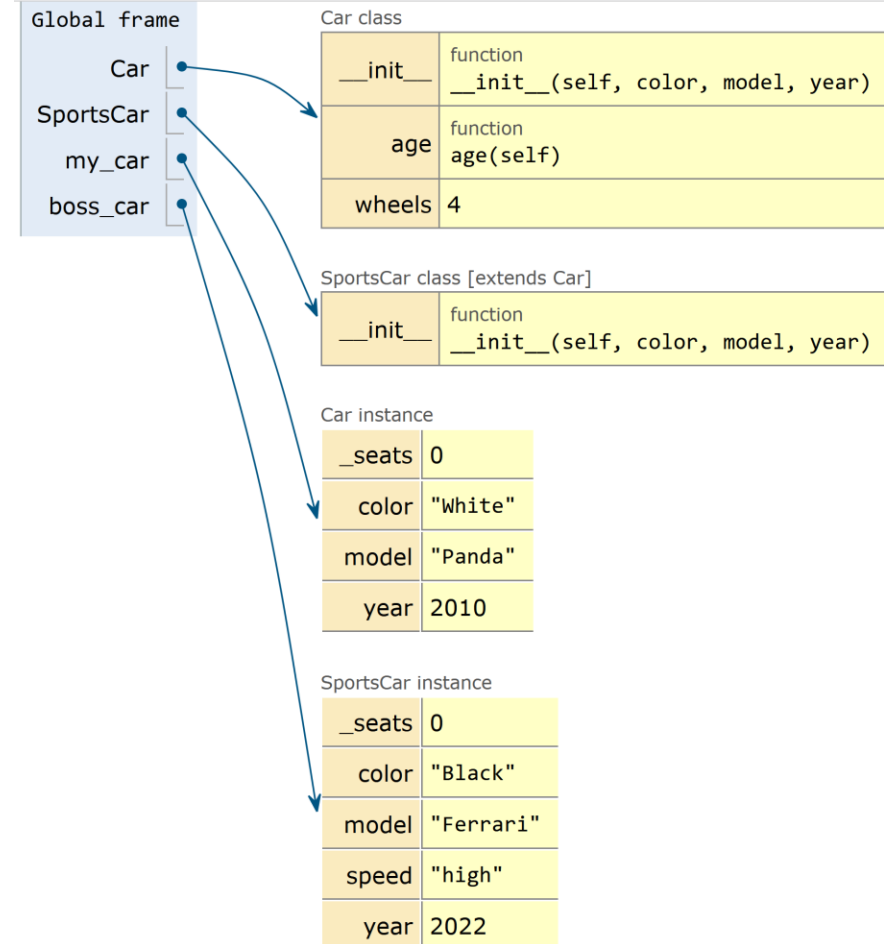 Global frame
Car
SportsCar
my_car
boss_car
Car class
__init__
function
__init__(self, color, model, year)
age
function
age(self)
wheels 4
SportsCar class [extends Car]
__init__
function
__init__(self, color, model, year)
Car instance
_seats 0
color "White"
model "Panda"
year 2010
SportsCar instance
_seats 0
color "Black"
model "Ferrari"
speed "high"
year 2022